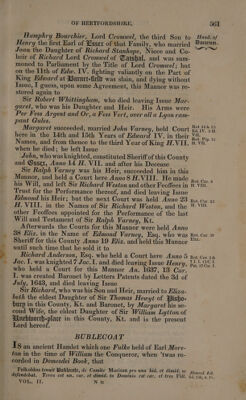 OF HERTFORDSHIRE. 561
Humphry Bourchier, Lord Cromwel, the third Son to
Henry the first Earl of Essex of that Family, who married
Joan the Daughter of Richard Stanhope, Niece and Co-
heir of Richard Lord Cromwel of Tatshal, and was sum-
moned to Parliament by the Title of Lord Cromwel; but
on the 11th of Edw. IV. fighting valiantly on the Part of
King Edward at Barnet-field was slain, and dying without
Issue, I guess, upon some Agreement, this Manor was re-
stored again to
Sir Robert Whittingham, who died leaving Issue Mar-
garet, who was his Daughter and Heir. His Arms were
Per Fess Argent and Or, a Fess Vert, over all a Lyon ram-
pant Gules.
Margaret succeeded, married John Verney, held Court
here in the 14th and 15th Years of Edward IV. in their
Names, and from thence to the third Year of King H. VII.
when he died; he left Issue
John, who was knighted, constituted Sheriff of this County
and Essex, Anno 14 H. VII. and after his Decease
Sir Ralph Varney was his Heir, succeeded him in this
Mannor, and held a Court here Anno 8 H. VIII. He made
his Will, and left Sir Richard Weston and other Feoffees in
Trust for the Performance thereof, and died leaving Issue
Edmund his Heir; but the next Court was held Anno
H. VIII. in the Names of Sir Richard Weston, and the
other Feoffees appointed for the Performance of the last
Will and Testament of Sir Ralph Varney, Kt.
Afterwards the Courts for this Manor were held Anno
Eliz. in the Name of Edmund Varney, Esq, who was
Sheriff for this County Anno 19 Eliz. and held this Manor
until such time that he sold it to
Richard Anderson, Esq. who held a Court here Anno 5
Jac. I. was knighted 7 Jac. I. and died leaving Issue Henry,
who held a Court for this Mannor An. 1637, 13 Car.
I. was created Baronet by Letters Patents dated the 3d of
July, 1643, and died leaving Issue
Sir Richard, who was his Son and Heir, married to Eliza-
beth the eldest Daughter of Sir Thomas Hewyt of
in this County, Kt. and Baronet, by Margaret his se-
cond Wife, the eldest Daughter of Sir William Lytton of
in this County, Kt. and is the present
Lord hereof.
BUBLECOAT
IS an ancient Hamlet which one Fulke held of Earl More-
ton in the time of William the Conqueror, when 'twas re-
corded in Domesdei Book, that
VOL. II. N n